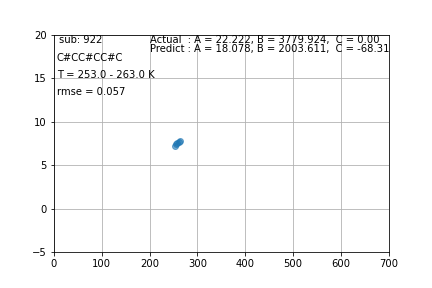 sub: 922
Actual : A = 22.222, B = 3779.924, C = 0.00
Predict : A = 18.078, B = 2003.611, C = -68.31
C#CC#CC#C
T = 253.0 - 263.0 K
rmse = 0.057
20
15
10
5
0
−5
0 100 200 300 400 500 600 700